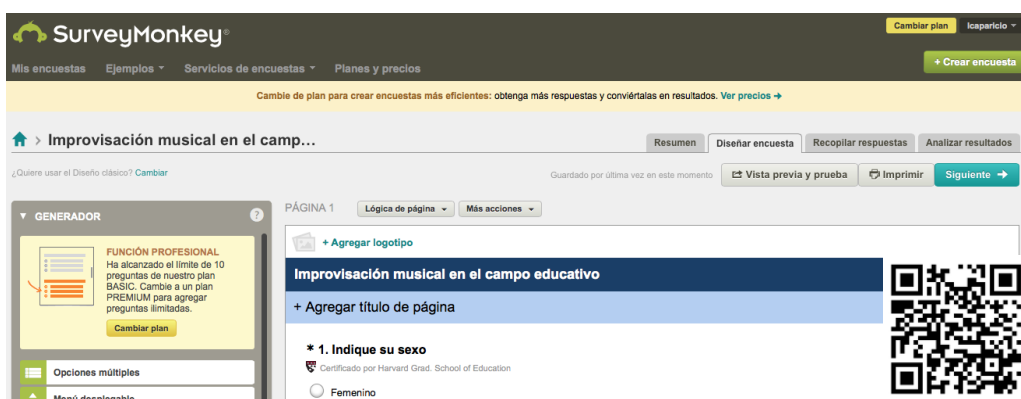 SurveyMonkey®
Cambiar plan
lcaparicio
Mis encuestas Ejemplos Servicios de encuestas Planes y precios
+ Crear encuesta
Cambie de plan para crear encuestas más eficientes: obtenga más respuestas y conviértalas en resultados. Ver precios →
> Improvisación musical en el camp...
Resumen Diseñar encuesta Recopilar respuestas Analizar resultados
¿Quiere usar el Diseño clásico? Cambiar
Guardado por última vez en este momento
Vista previa y prueba
Imprimir
Siguiente →
GENERADOR
?
FUNCIÓN PROFESIONAL
Ha alcanzado el límite de 10
preguntas de nuestro plan
BASIC. Cambie a un plan
PREMIUM para agregar
preguntas ilimitadas.
Cambiar plan
Opciones múltiples
Menú desplegable
PÁGINA 1 Lógica de página Más acciones
+ Agregar logotipo
Improvisación musical en el campo educativo
+ Agregar título de página
* 1. Indique su sexo
Certificado por Harvard Grad. School of Education
Femenino